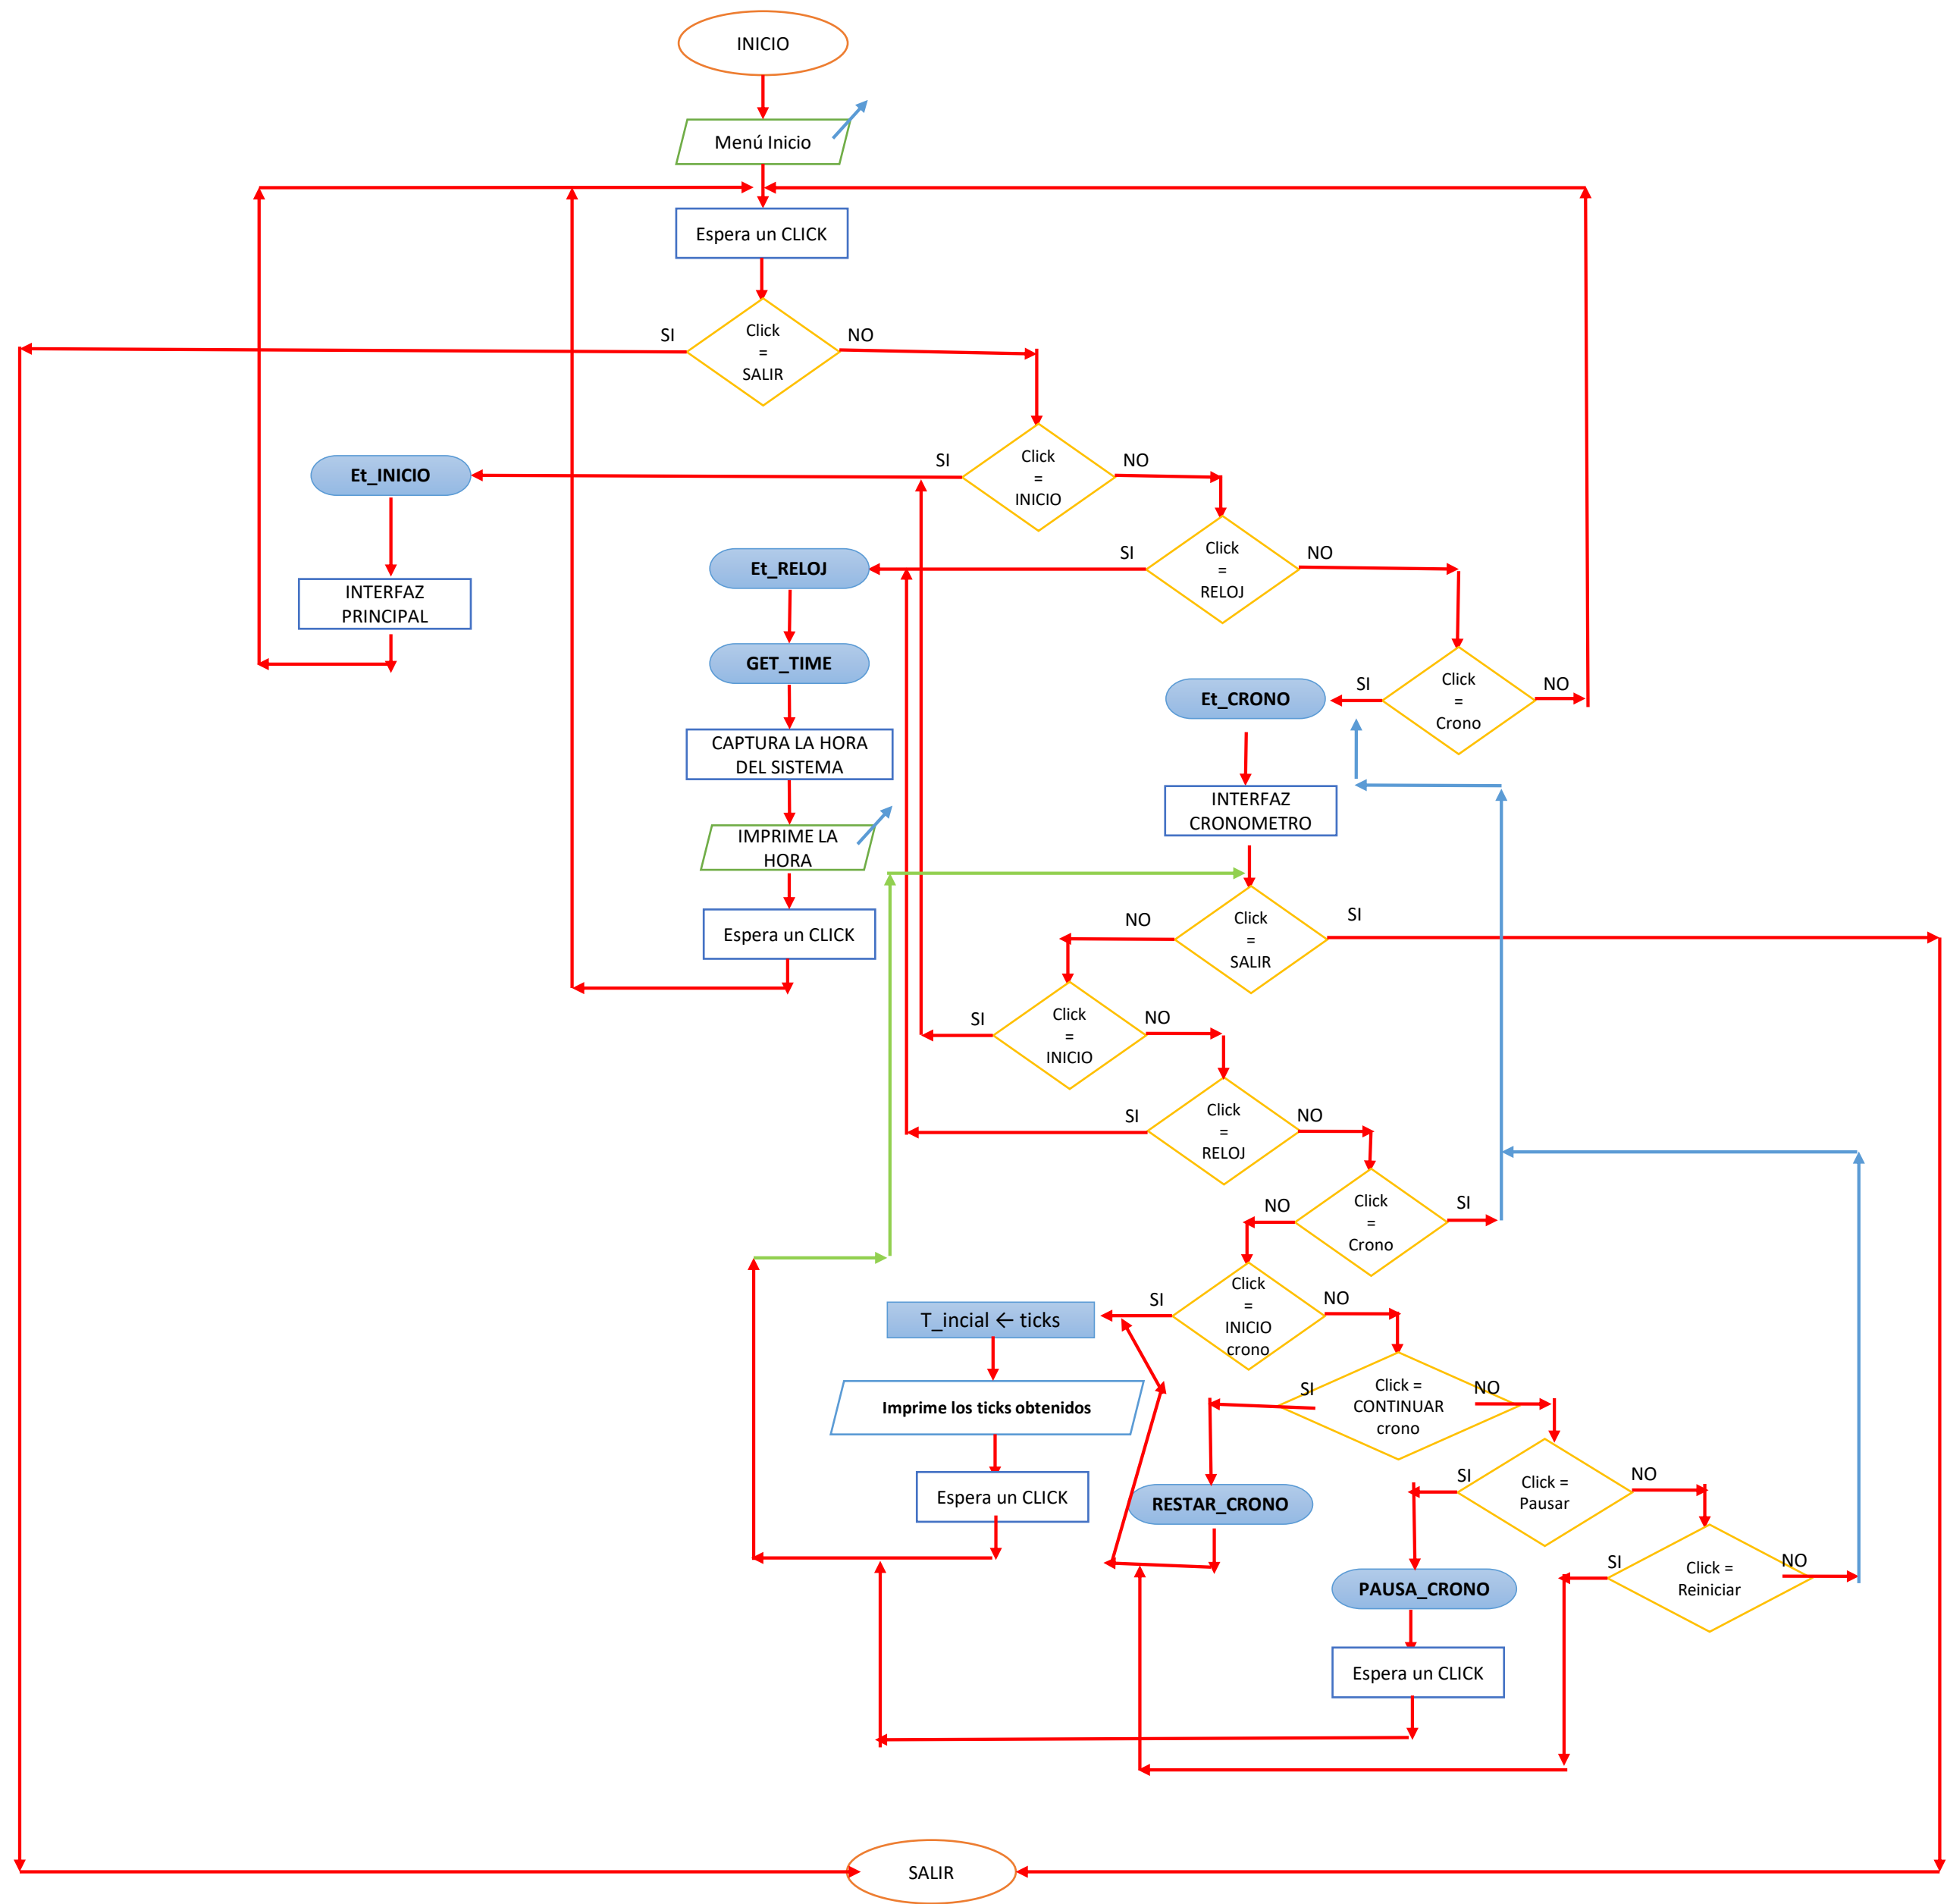 INICIO
Menú Inicio
Espera un CLICK
SI
Click
=
SALIR
NO
Et_INICIO
SI
Click
=
INICIO
NO
INTERFAZ
PRINCIPAL
Et_RELOJ
SI
Click
=
RELOJ
NO
GET_TIME
Et_CRONO
SI
Click
=
Crono
NO
CAPTURA LA HORA
DEL SISTEMA
INTERFAZ
CRONOMETRO
IMPRIME LA
HORA
Espera un CLICK
NO
Click
=
SALIR
SI
SI
Click
=
INICIO
NO
SI
Click
=
RELOJ
NO
NO
Click
=
Crono
SI
T_incial ← ticks
SI
Click
=
INICIO
crono
NO
Imprime los ticks obtenidos
SI
Click =
CONTINUAR
crono
NO
Espera un CLICK
RESTAR_CRONO
SI
Click =
Pausar
NO
PAUSA_CRONO
SI
Click =
Reiniciar
NO
Espera un CLICK
SALIR